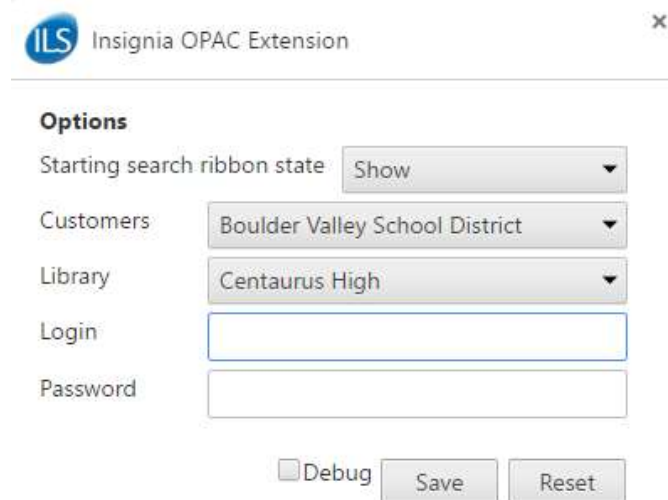 ILS Insignia OPAC Extension ×
Options
Starting search ribbon state Show
Customers Boulder Valley School District
Library Centaurus High
Login
Password
Debug Save Reset